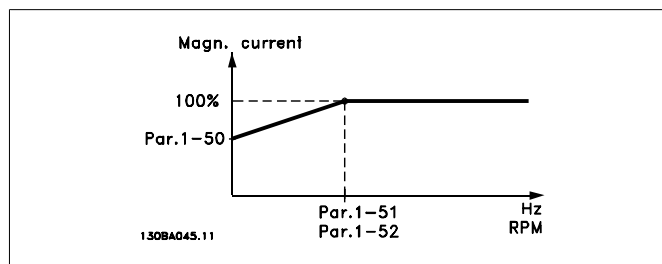 Magn. current
100%
Par.1-50
Par.1-51
Par.1-52
Hz
RPM
130BA045.11